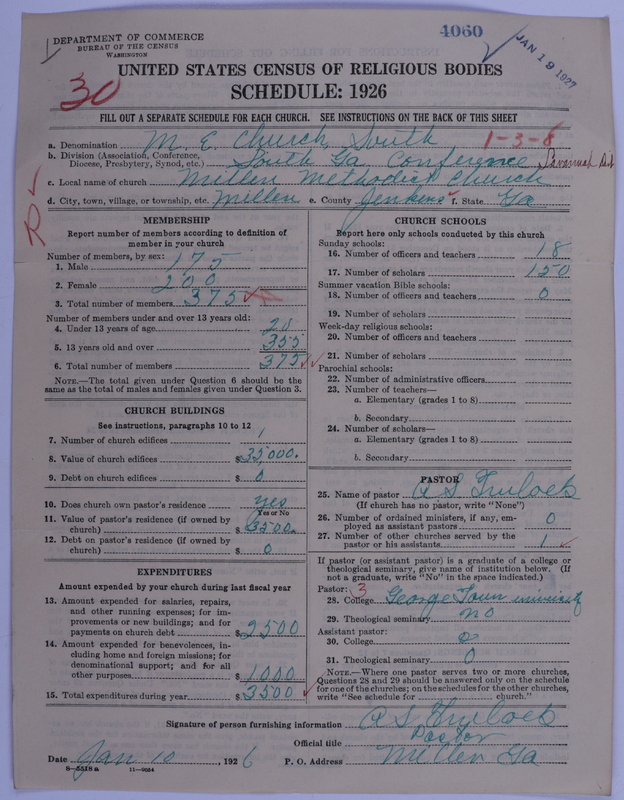 DEPARTMENT OF COMMERCE
BUREAU OF THE CENSUS
WASHINGTON
4060
JAN 19 1927
UNITED STATES CENSUS OF RELIGIOUS BODIES
SCHEDULE: 1926
30
FILL OUT A SEPARATE SCHEDULE FOR EACH CHURCH. SEE INSTRUCTIONS ON THE BACK OF THIS SHEET
a. Denomination M. E. Church, South 1-3-8
b. Division (Association, Conference, Diocese, Presbytery, Synod, etc.) South Ga Conference Savannah Dist
c. Local name of church Millen Methodist Church
d. City, town, village, or township, etc. Millen e. County Jenkins f. State Ga
R
MEMBERSHIP
Report number of members according to definition of
member in your church
Number of members, by sex:
1. Male 175
2. Female 200
3. Total number of members 375
Number of members under and over 13 years old:
4. Under 13 years of age 20
5. 13 years old and over 355
6. Total number of members 375
NOTE.—The total given under Question 6 should be the
same as the total of males and females given under Question 3.
CHURCH BUILDINGS
See instructions, paragraphs 10 to 12
7. Number of church edifices 1
8. Value of church edifices $35,000.
9. Debt on church edifices $ 0
10. Does church own pastor's residence yes
Yes or No
11. Value of pastor's residence (if owned by
church) $ 3500.
12. Debt on pastor's residence (if owned by
church) $ 0
EXPENDITURES
Amount expended by your church during last fiscal year
13. Amount expended for salaries, repairs,
and other running expenses; for im-
provements or new buildings; and for
payments on church debt $ 2500
14. Amount expended for benevolences, in-
cluding home and foreign missions; for
denominational support; and for all
other purposes $ 1000
15. Total expenditures during year $ 3500
CHURCH SCHOOLS
Report here only schools conducted by this church
Sunday schools:
16. Number of officers and teachers 18
17. Number of scholars 150
Summer vacation Bible schools:
18. Number of officers and teachers 0
19. Number of scholars
Week-day religious schools:
20. Number of officers and teachers
21. Number of scholars
Parochial schools:
22. Number of administrative officers
23. Number of teachers—
a. Elementary (grades 1 to 8)
b. Secondary
24. Number of scholars—
a. Elementary (grades 1 to 8)
b. Secondary
PASTOR
25. Name of pastor
(If church has no pastor, write "None")
26. Number of ordained ministers, if any, em-
ployed as assistant pastors 0
27. Number of other churches served by the
pastor or his assistants 1
If pastor (or assistant pastor) is a graduate of a college or
theological seminary, give name of institution below. (If
not a graduate, write "No" in the space indicated.)
Pastor: 3
28. College George Town university
29. Theological seminary no
Assistant pastor:
30. College 0
31. Theological seminary 0
NOTE.—Where one pastor serves two or more churches,
Questions 28 and 29 should be answered only on the schedule
for one of the churches; on the schedules for the other churches,
write "See schedule for ........ church."
Signature of person furnishing information
Official title Pastor
Date Jan 10, 1926 P. O. Address Millen Ga
8—5518 a 11—9064